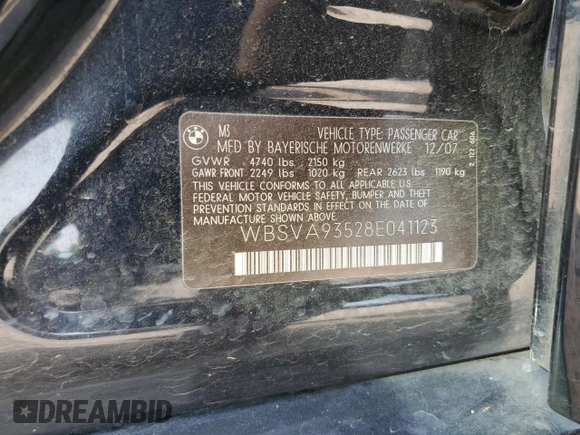 M3 VEHICLE TYPE PASSENGER CAR
MFD BY BAYERISCHE MOTORENWERKE 12/07
GVWR 4740 lbs 2150 kg
GAWR FRONT 2249 lbs 1020 kg REAR 2623 lbs 1190 kg
THIS VEHICLE CONFORMS TO ALL APPLICABLE U.S.
FEDERAL MOTOR VEHICLE SAFETY, BUMPER AND THEFT
PREVENTION STANDARDS IN EFFECT ON THE DATE OF
MANUFACTURE SHOWN ABOVE.
WBSVA93528E041123
DREAMBID